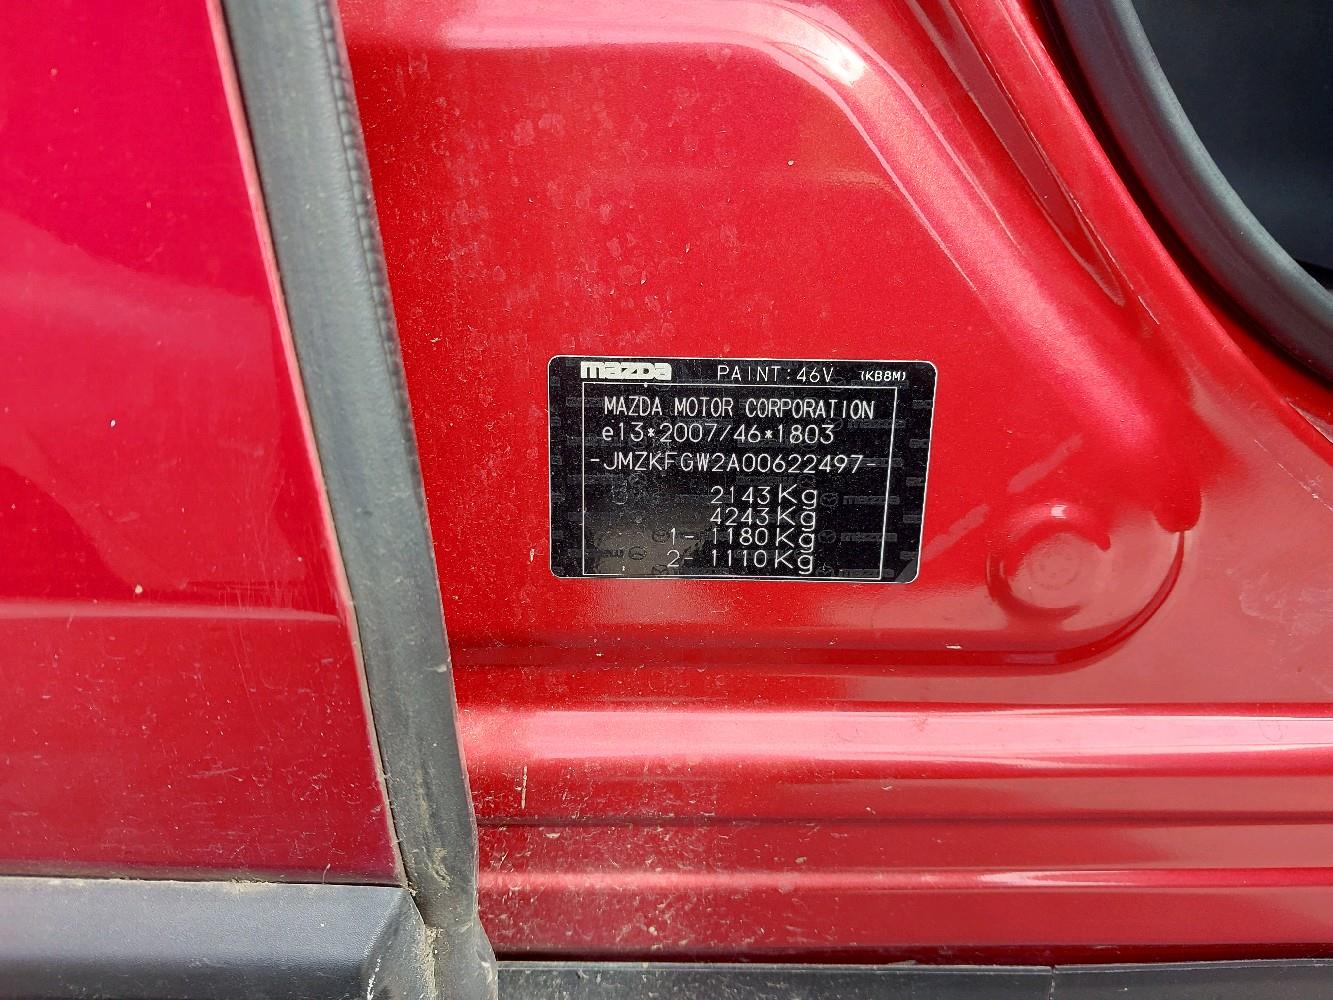 mazda PAINT:46V (KB8M)
MAZDA MOTOR CORPORATION
e13*2007/46*1803
-JMZKFGW2A00622497-
2143Kg
4243Kg
1- 1180Kg
2- 1110Kg